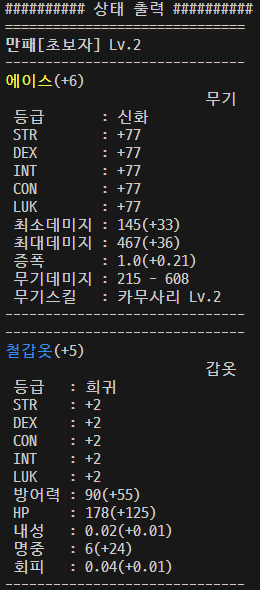 ########## 상태 출력 ##########
==============================
만패[초보자] Lv.2
------------------------------
에이스(+6)
무기
등급 : 신화
STR : +77
DEX : +77
INT : +77
CON : +77
LUK : +77
최소데미지 : 145(+33)
최대데미지 : 467(+36)
증폭 : 1.0(+0.21)
무기데미지 : 215 - 608
무기스킬 : 카무사리 Lv.2
------------------------------
------------------------------
철갑옷(+5)
갑옷
등급 : 희귀
STR : +2
DEX : +2
CON : +2
INT : +2
LUK : +2
방어력 : 90(+55)
HP : 178(+125)
내성 : 0.02(+0.01)
명중 : 6(+24)
회피 : 0.04(+0.01)
------------------------------